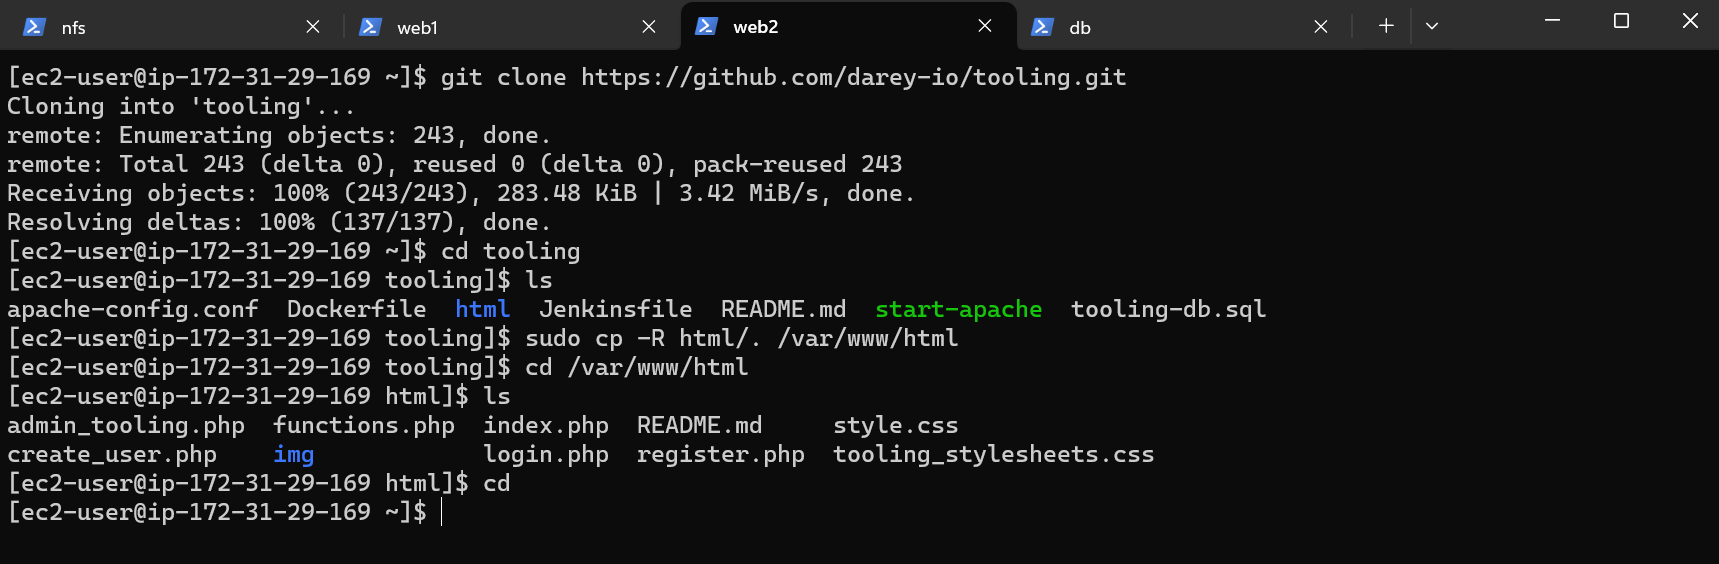 nfs web1 web2 db
[ec2-user@ip-172-31-29-169 ~]$ git clone https://github.com/darey-io/tooling.git
Cloning into 'tooling'...
remote: Enumerating objects: 243, done.
remote: Total 243 (delta 0), reused 0 (delta 0), pack-reused 243
Receiving objects: 100% (243/243), 283.48 KiB | 3.42 MiB/s, done.
Resolving deltas: 100% (137/137), done.
[ec2-user@ip-172-31-29-169 ~]$ cd tooling
[ec2-user@ip-172-31-29-169 tooling]$ ls
apache-config.conf  Dockerfile  html  Jenkinsfile  README.md  start-apache  tooling-db.sql
[ec2-user@ip-172-31-29-169 tooling]$ sudo cp -R html/. /var/www/html
[ec2-user@ip-172-31-29-169 tooling]$ cd /var/www/html
[ec2-user@ip-172-31-29-169 html]$ ls
admin_tooling.php  functions.php  index.php  README.md     style.css
create_user.php    img            login.php  register.php  tooling_stylesheets.css
[ec2-user@ip-172-31-29-169 html]$ cd
[ec2-user@ip-172-31-29-169 ~]$